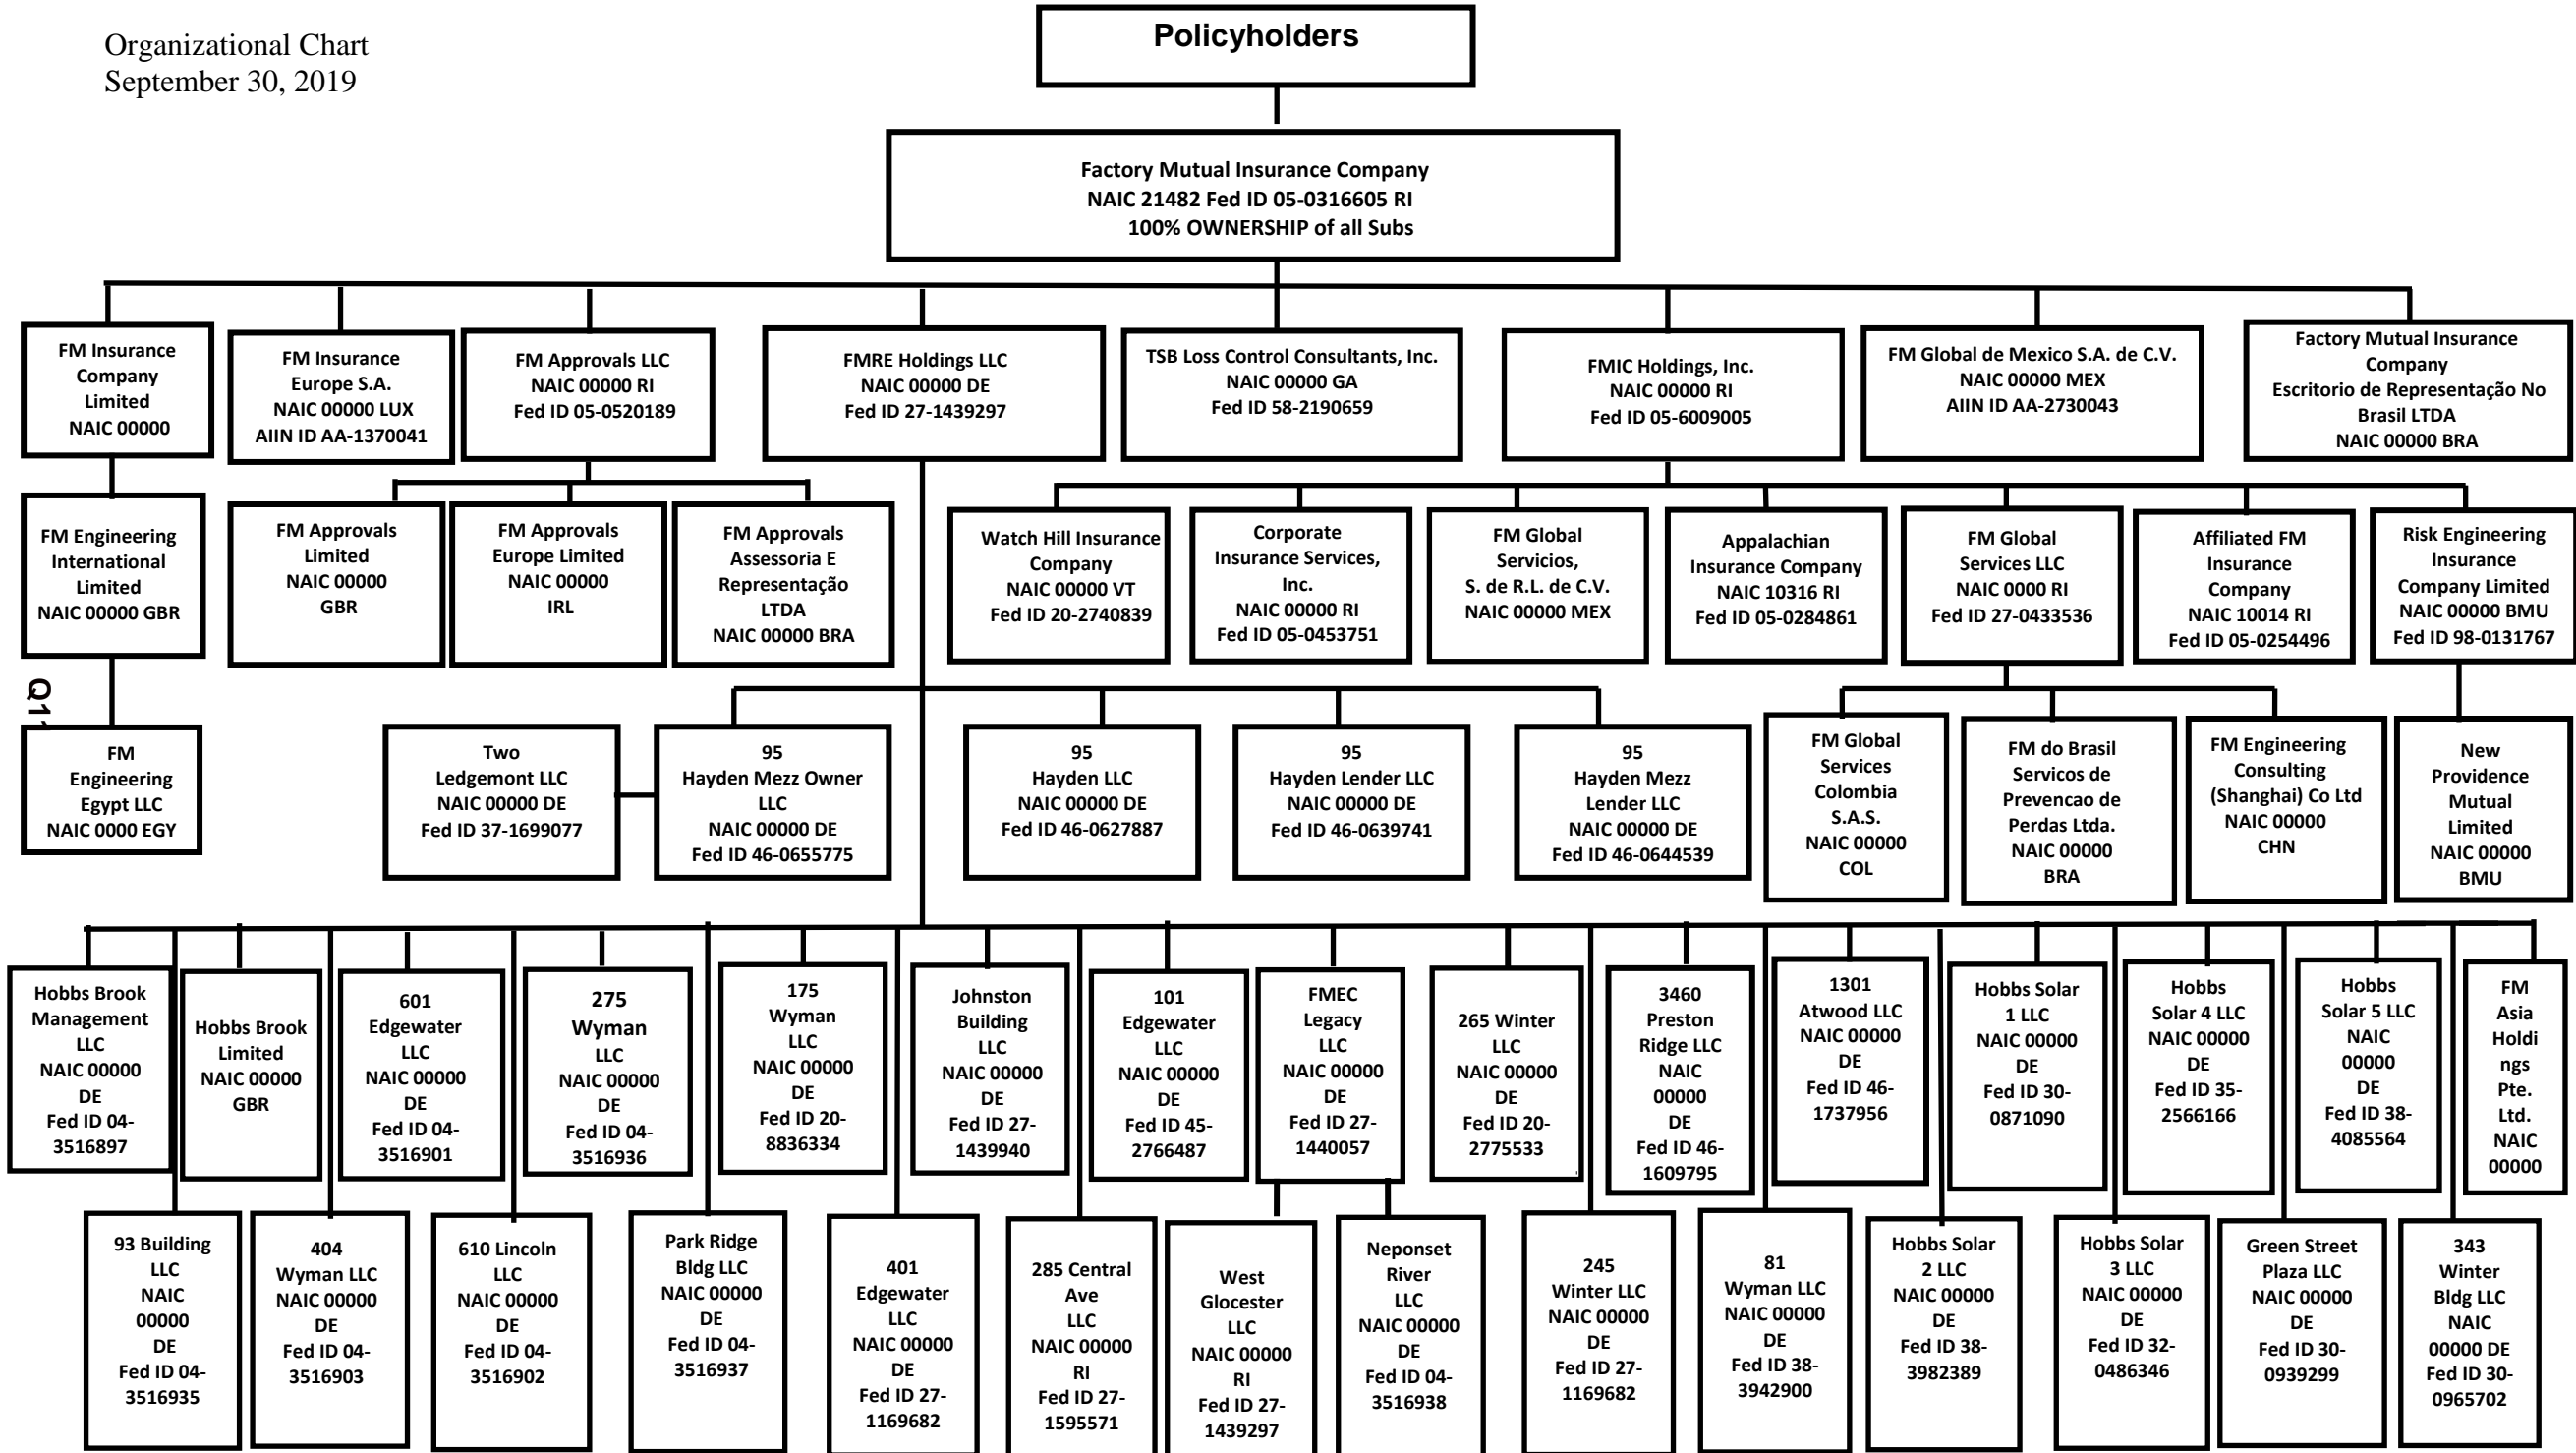 Organizational Chart
September 30, 2019
Policyholders
Factory Mutual Insurance Company
NAIC 21482 Fed ID 05-0316605 RI
100% OWNERSHIP of all Subs
FM Insurance
Company
Limited
NAIC 00000
FM Insurance
Europe S.A.
NAIC 00000 LUX
AIIN ID AA-1370041
FM Approvals LLC
NAIC 00000 RI
Fed ID 05-0520189
FMRE Holdings LLC
NAIC 00000 DE
Fed ID 27-1439297
TSB Loss Control Consultants, Inc.
NAIC 00000 GA
Fed ID 58-2190659
FMIC Holdings, Inc.
NAIC 00000 RI
Fed ID 05-6009005
FM Global de Mexico S.A. de C.V.
NAIC 00000 MEX
AIIN ID AA-2730043
Factory Mutual Insurance
Company
Escritorio de Representação No
Brasil LTDA
NAIC 00000 BRA
FM Engineering
International
Limited
NAIC 00000 GBR
FM Approvals
Limited
NAIC 00000
GBR
FM Approvals
Europe Limited
NAIC 00000
IRL
FM Approvals
Assessoria E
Representação
LTDA
NAIC 00000 BRA
Watch Hill Insurance
Company
NAIC 00000 VT
Fed ID 20-2740839
Corporate
Insurance Services,
Inc.
NAIC 00000 RI
Fed ID 05-0453751
FM Global
Servicios,
S. de R.L. de C.V.
NAIC 00000 MEX
Appalachian
Insurance Company
NAIC 10316 RI
Fed ID 05-0284861
FM Global
Services LLC
NAIC 0000 RI
Fed ID 27-0433536
Affiliated FM
Insurance
Company
NAIC 10014 RI
Fed ID 05-0254496
Risk Engineering
Insurance
Company Limited
NAIC 00000 BMU
Fed ID 98-0131767
FM
Engineering
Egypt LLC
NAIC 0000 EGY
Two
Ledgemont LLC
NAIC 00000 DE
Fed ID 37-1699077
95
Hayden Mezz Owner
LLC
NAIC 00000 DE
Fed ID 46-0655775
95
Hayden LLC
NAIC 00000 DE
Fed ID 46-0627887
95
Hayden Lender LLC
NAIC 00000 DE
Fed ID 46-0639741
95
Hayden Mezz
Lender LLC
NAIC 00000 DE
Fed ID 46-0644539
FM Global
Services
Colombia
S.A.S.
NAIC 00000
COL
FM do Brasil
Servicos de
Prevencao de
Perdas Ltda.
NAIC 00000
BRA
FM Engineering
Consulting
(Shanghai) Co Ltd
NAIC 00000
CHN
New
Providence
Mutual
Limited
NAIC 00000
BMU
Hobbs Brook
Management
LLC
NAIC 00000
DE
Fed ID 04-
3516897
Hobbs Brook
Limited
NAIC 00000
GBR
601
Edgewater
LLC
NAIC 00000
DE
Fed ID 04-
3516901
275
Wyman
LLC
NAIC 00000
DE
Fed ID 04-
3516936
175
Wyman
LLC
NAIC 00000
DE
Fed ID 20-
8836334
Johnston
Building
LLC
NAIC 00000
DE
Fed ID 27-
1439940
101
Edgewater
LLC
NAIC 00000
DE
Fed ID 45-
2766487
FMEC
Legacy
LLC
NAIC 00000
DE
Fed ID 27-
1440057
265 Winter
LLC
NAIC 00000
DE
Fed ID 20-
2775533
3460
Preston
Ridge LLC
NAIC
00000
DE
Fed ID 46-
1609795
1301
Atwood LLC
NAIC 00000
DE
Fed ID 46-
1737956
Hobbs Solar
1 LLC
NAIC 00000
DE
Fed ID 30-
0871090
Hobbs
Solar 4 LLC
NAIC 00000
DE
Fed ID 35-
2566166
Hobbs
Solar 5 LLC
NAIC
00000
DE
Fed ID 38-
4085564
FM
Asia
Holdi
ngs
Pte.
Ltd.
NAIC
00000
93 Building
LLC
NAIC
00000
DE
Fed ID 04-
3516935
404
Wyman LLC
NAIC 00000
DE
Fed ID 04-
3516903
610 Lincoln
LLC
NAIC 00000
DE
Fed ID 04-
3516902
Park Ridge
Bldg LLC
NAIC 00000
DE
Fed ID 04-
3516937
401
Edgewater
LLC
NAIC 00000
DE
Fed ID 27-
1169682
285 Central
Ave
LLC
NAIC 00000
RI
Fed ID 27-
1595571
West
Glocester
LLC
NAIC 00000
RI
Fed ID 27-
1439297
Neponset
River
LLC
NAIC 00000
DE
Fed ID 04-
3516938
245
Winter LLC
NAIC 00000
DE
Fed ID 27-
1169682
81
Wyman LLC
NAIC 00000
DE
Fed ID 38-
3942900
Hobbs Solar
2 LLC
NAIC 00000
DE
Fed ID 38-
3982389
Hobbs Solar
3 LLC
NAIC 00000
DE
Fed ID 32-
0486346
Green Street
Plaza LLC
NAIC 00000
DE
Fed ID 30-
0939299
343
Winter
Bldg LLC
NAIC
00000 DE
Fed ID 30-
0965702